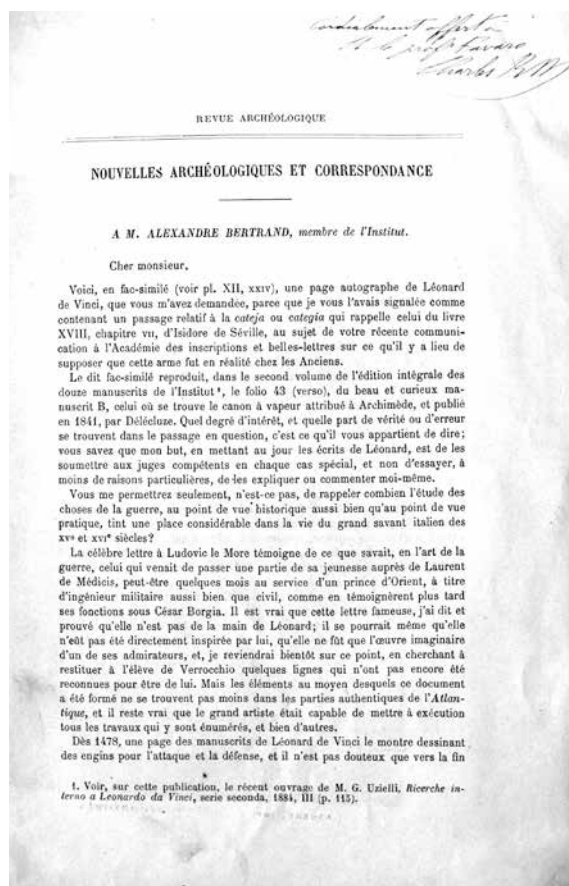 Cordialement offert à
M. le prof. Favaro
Charles
REVUE ARCHÉOLOGIQUE
NOUVELLES ARCHÉOLOGIQUES ET CORRESPONDANCE
A M. ALEXANDRE BERTRAND, membre de l'Institut.
Cher monsieur,
Voici, en fac-similé (voir pl. XII, XXIV), une page autographe de Léonard
de Vinci, que vous m'avez demandée, parce que je vous l'avais signalée comme
contenant un passage relatif à la cateja ou categia qui rappelle celui du livre
XVIII, chapitre VII, d'Isidore de Séville, au sujet de votre récente communi-
cation à l'Académie des inscriptions et belles-lettres sur ce qu'il y a lieu de
supposer que cette arme fut en réalité chez les Anciens.
Le dit fac-similé reproduit, dans le second volume de l'édition intégrale des
douze manuscrits de l'Institut¹, le folio 43 (verso), du beau et curieux ma-
nuscrit B, celui où se trouve le canon à vapeur attribué à Archimède, et publié
en 1841, par Délécluze. Quel degré d'intérêt, et quelle part de vérité ou d'erreur
se trouvent dans le passage en question, c'est ce qu'il vous appartient de dire;
vous savez que mon but, en mettant au jour les écrits de Léonard, est de les
soumettre aux juges compétents en chaque cas spécial, et non d'essayer, à
moins de raisons particulières, de les expliquer ou commenter moi-même.
Vous me permettrez seulement, n'est-ce pas, de rappeler combien l'étude des
choses de la guerre, au point de vue historique aussi bien qu'au point de vue
pratique, tint une place considérable dans la vie du grand savant italien des
XVe et XVIe siècles?
La célèbre lettre à Ludovic le More témoigne de ce que savait, en l'art de la
guerre, celui qui venait de passer une partie de sa jeunesse auprès de Laurent
de Médicis, peut-être quelques mois au service d'un prince d'Orient, à titre
d'ingénieur militaire aussi bien que civil, comme en témoignèrent plus tard
ses fonctions sous César Borgia. Il est vrai que cette lettre fameuse, j'ai dit et
prouvé qu'elle n'est pas de la main de Léonard; il se pourrait même qu'elle
n'eût pas été directement inspirée par lui, qu'elle ne fût que l'œuvre imaginaire
d'un de ses admirateurs, et, je reviendrai bientôt sur ce point, en cherchant à
restituer à l'élève de Verrocchio quelques lignes qui n'ont pas encore été
reconnues pour être de lui. Mais les éléments au moyen desquels ce document
a été formé ne se trouvent pas moins dans les parties authentiques de l'Atlan-
tique, et il reste vrai que le grand artiste était capable de mettre à exécution
tous les travaux qui y sont énumérés, et bien d'autres.
Dès 1478, une page des manuscrits de Léonard de Vinci le montre dessinant
des engins pour l'attaque et la défense, et il n'est pas douteux que vers la fin
1. Voir, sur cette publication, le récent ouvrage de M. G. Uzielli, Ricerche in-
torno a Leonardo da Vinci, serie seconda, 1884, III (p. 115).